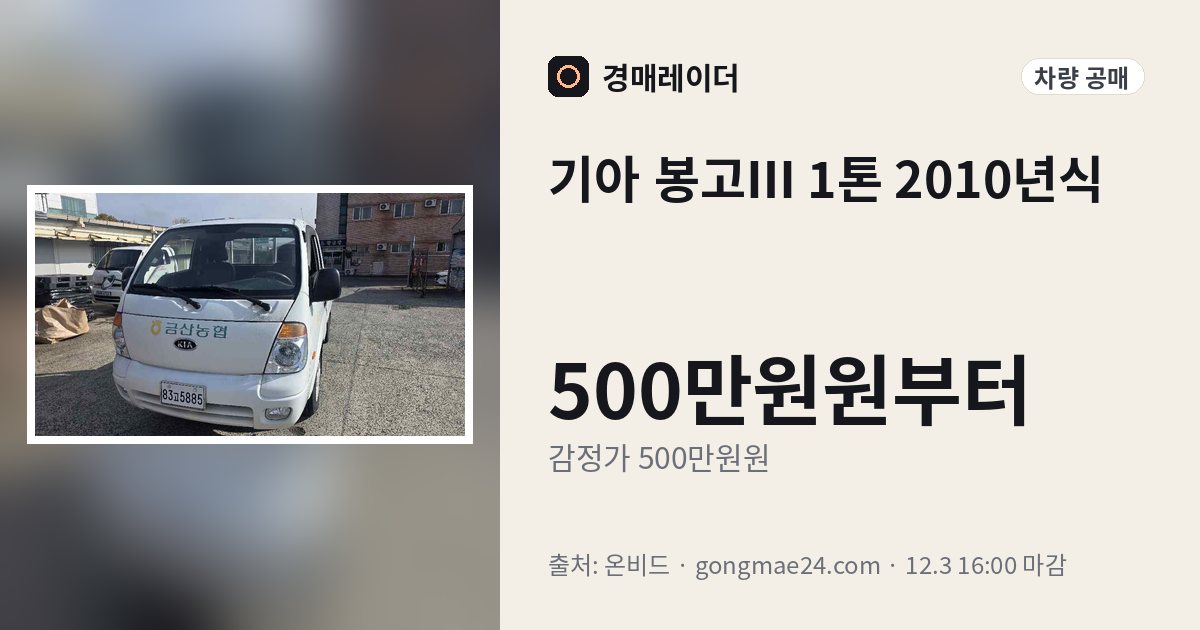 경매레이더
차량 공매
기아 봉고III 1톤 2010년식
금산농협
KIA
83고5885
500만원원부터
감정가 500만원원
출처: 온비드 · gongmae24.com · 12.3 16:00 마감